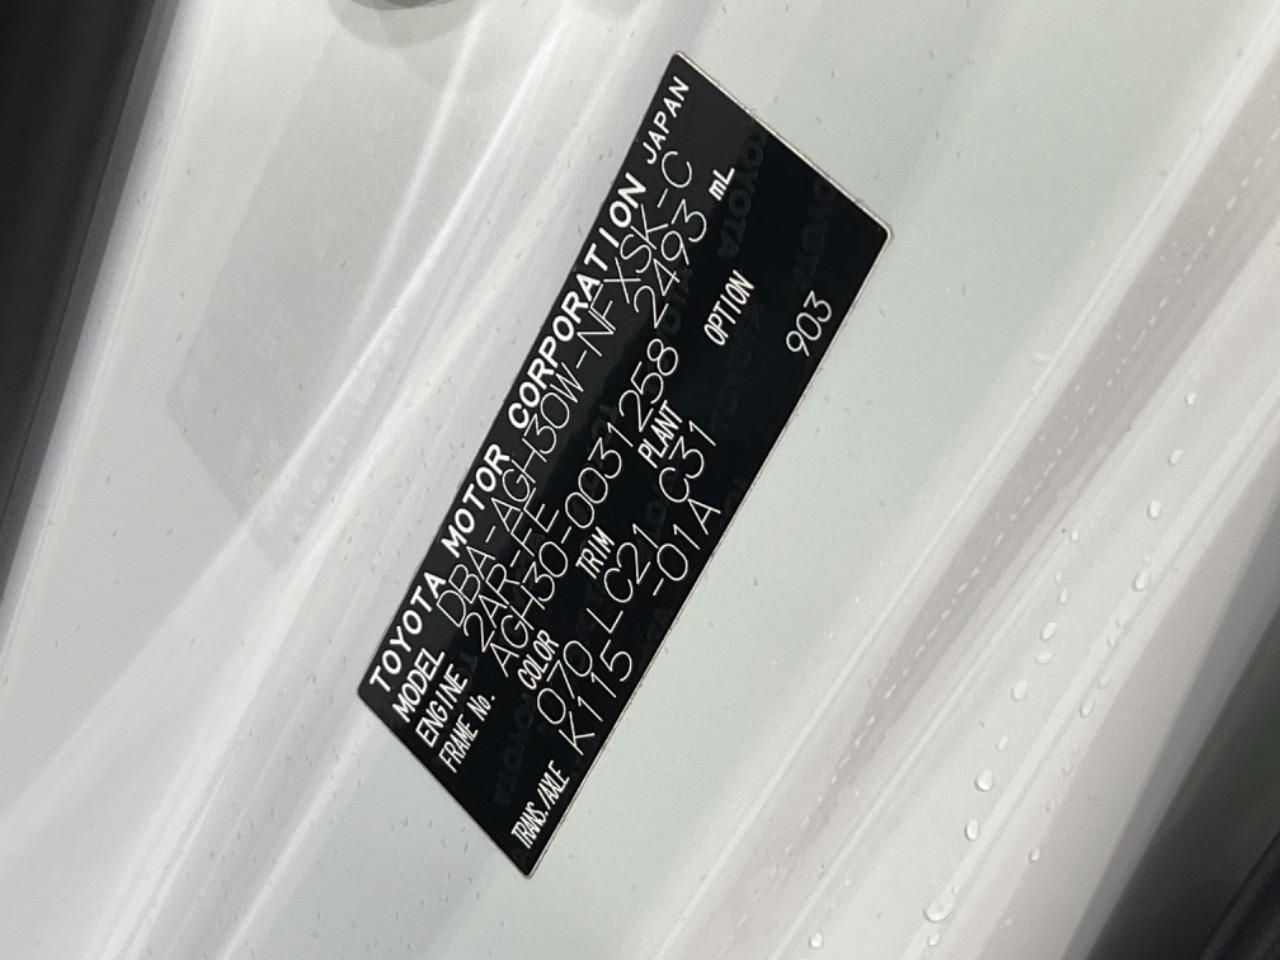 TOYOTA MOTOR CORPORATION JAPAN
MODEL DBA-AGH30W-NFXSK-C
ENGINE 2AR-FE 2493 mL
FRAME No. AGH30-0031258
COLOR TRIM PLANT OPTION
070 LC21 C31 903
TRANS./AXLE K115 -01A